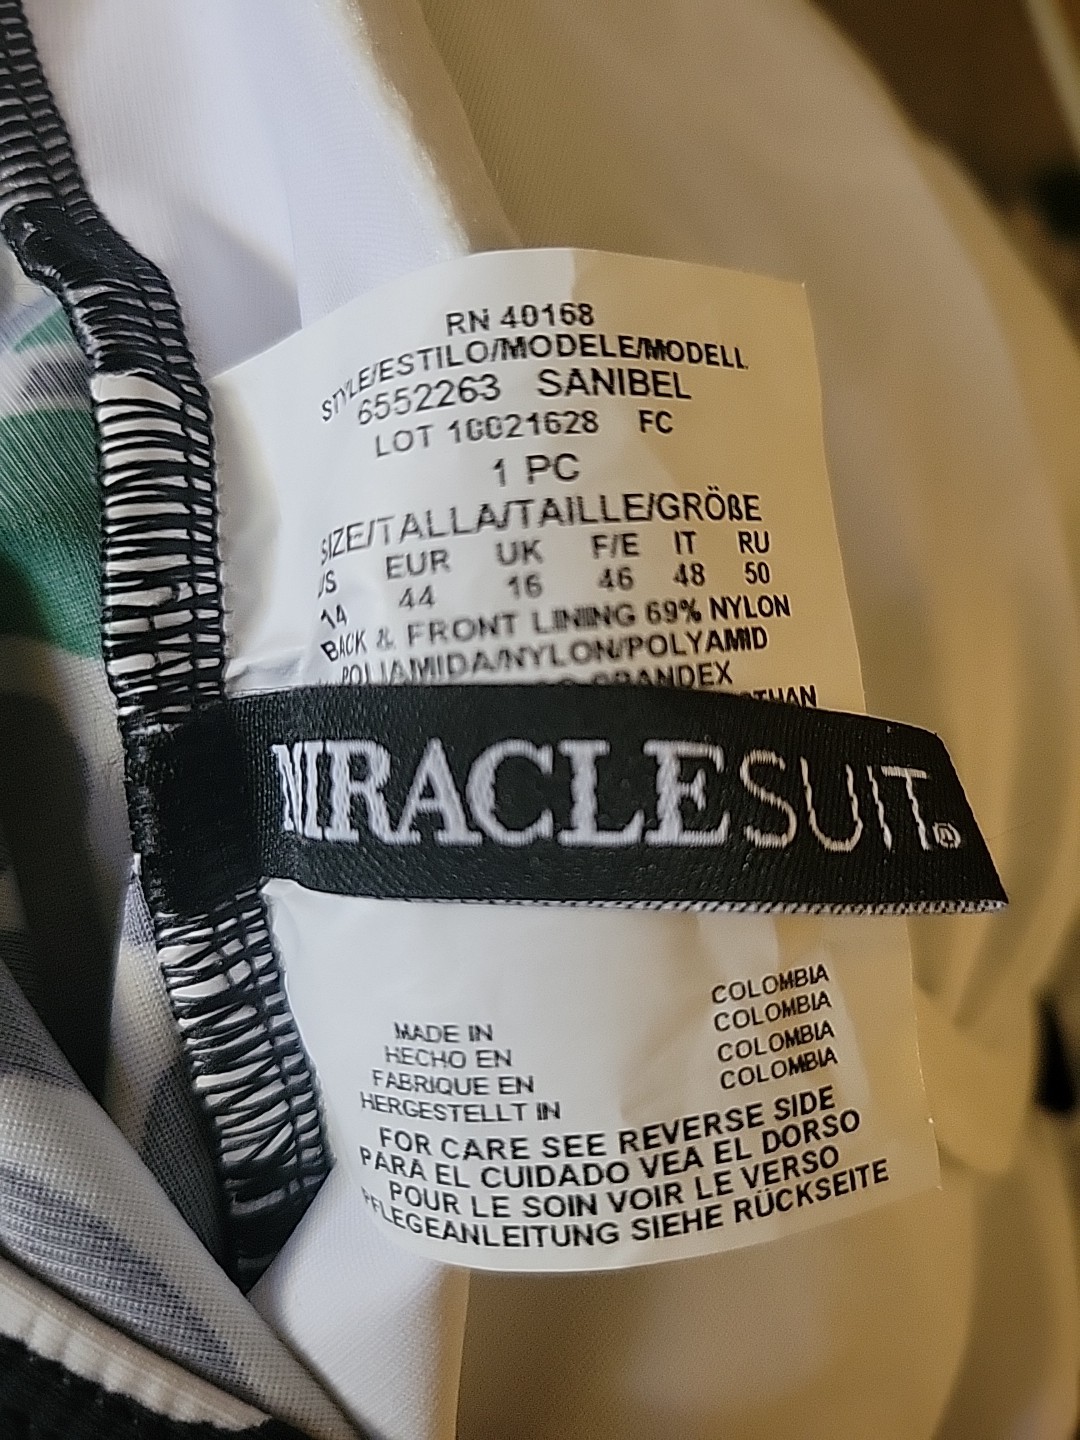 RN 40168
STYLE/ESTILO/MODELE/MODELL
6552263 SANIBEL
LOT 10021628 FC
1 PC
SIZE/TALLA/TAILLE/GRÖßE
US EUR UK F/E IT RU
14 44 16 46 48 50
BACK & FRONT LINING 69% NYLON
POLIAMIDA/NYLON/POLYAMID
MIRACLESUIT®
MADE IN COLOMBIA
HECHO EN COLOMBIA
FABRIQUE EN COLOMBIA
HERGESTELLT IN COLOMBIA
FOR CARE SEE REVERSE SIDE
PARA EL CUIDADO VEA EL DORSO
POUR LE SOIN VOIR LE VERSO
PFLEGEANLEITUNG SIEHE RÜCKSEITE